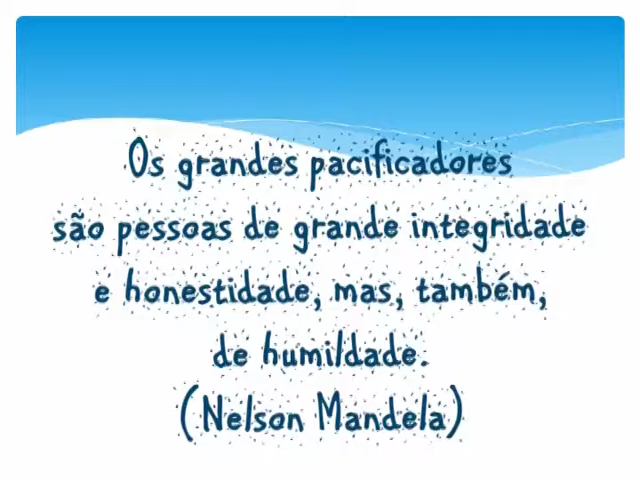 Os grandes pacificadores
são pessoas de grande integridade
e honestidade, mas, também,
de humildade.
(Nelson Mandela)